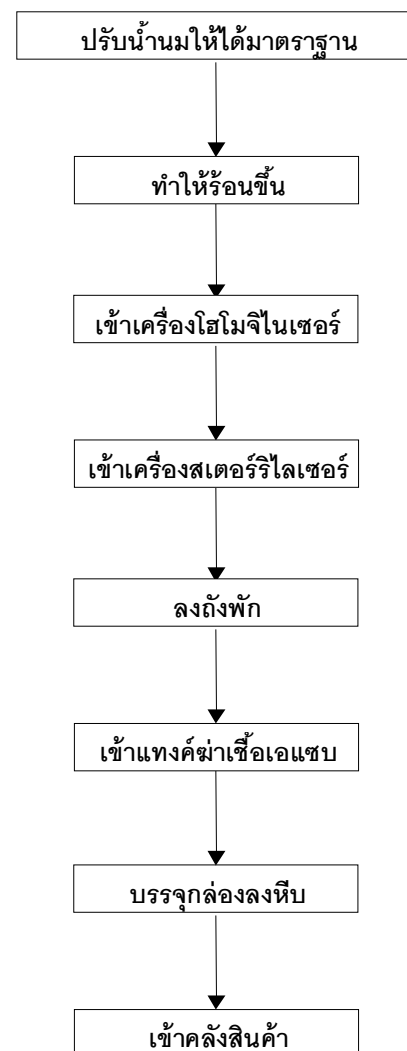 ปรับน้ำนมให้ได้มาตราฐาน
ทำให้ร้อนขึ้น
เข้าเครื่องโฮโมจิไนเซอร์
เข้าเครื่องสเตอร์ริไลเซอร์
ลงถังพัก
เข้าแทงค์ฆ่าเชื้อเอแซบ
บรรจุกล่องลงหีบ
เข้าคลังสินค้า